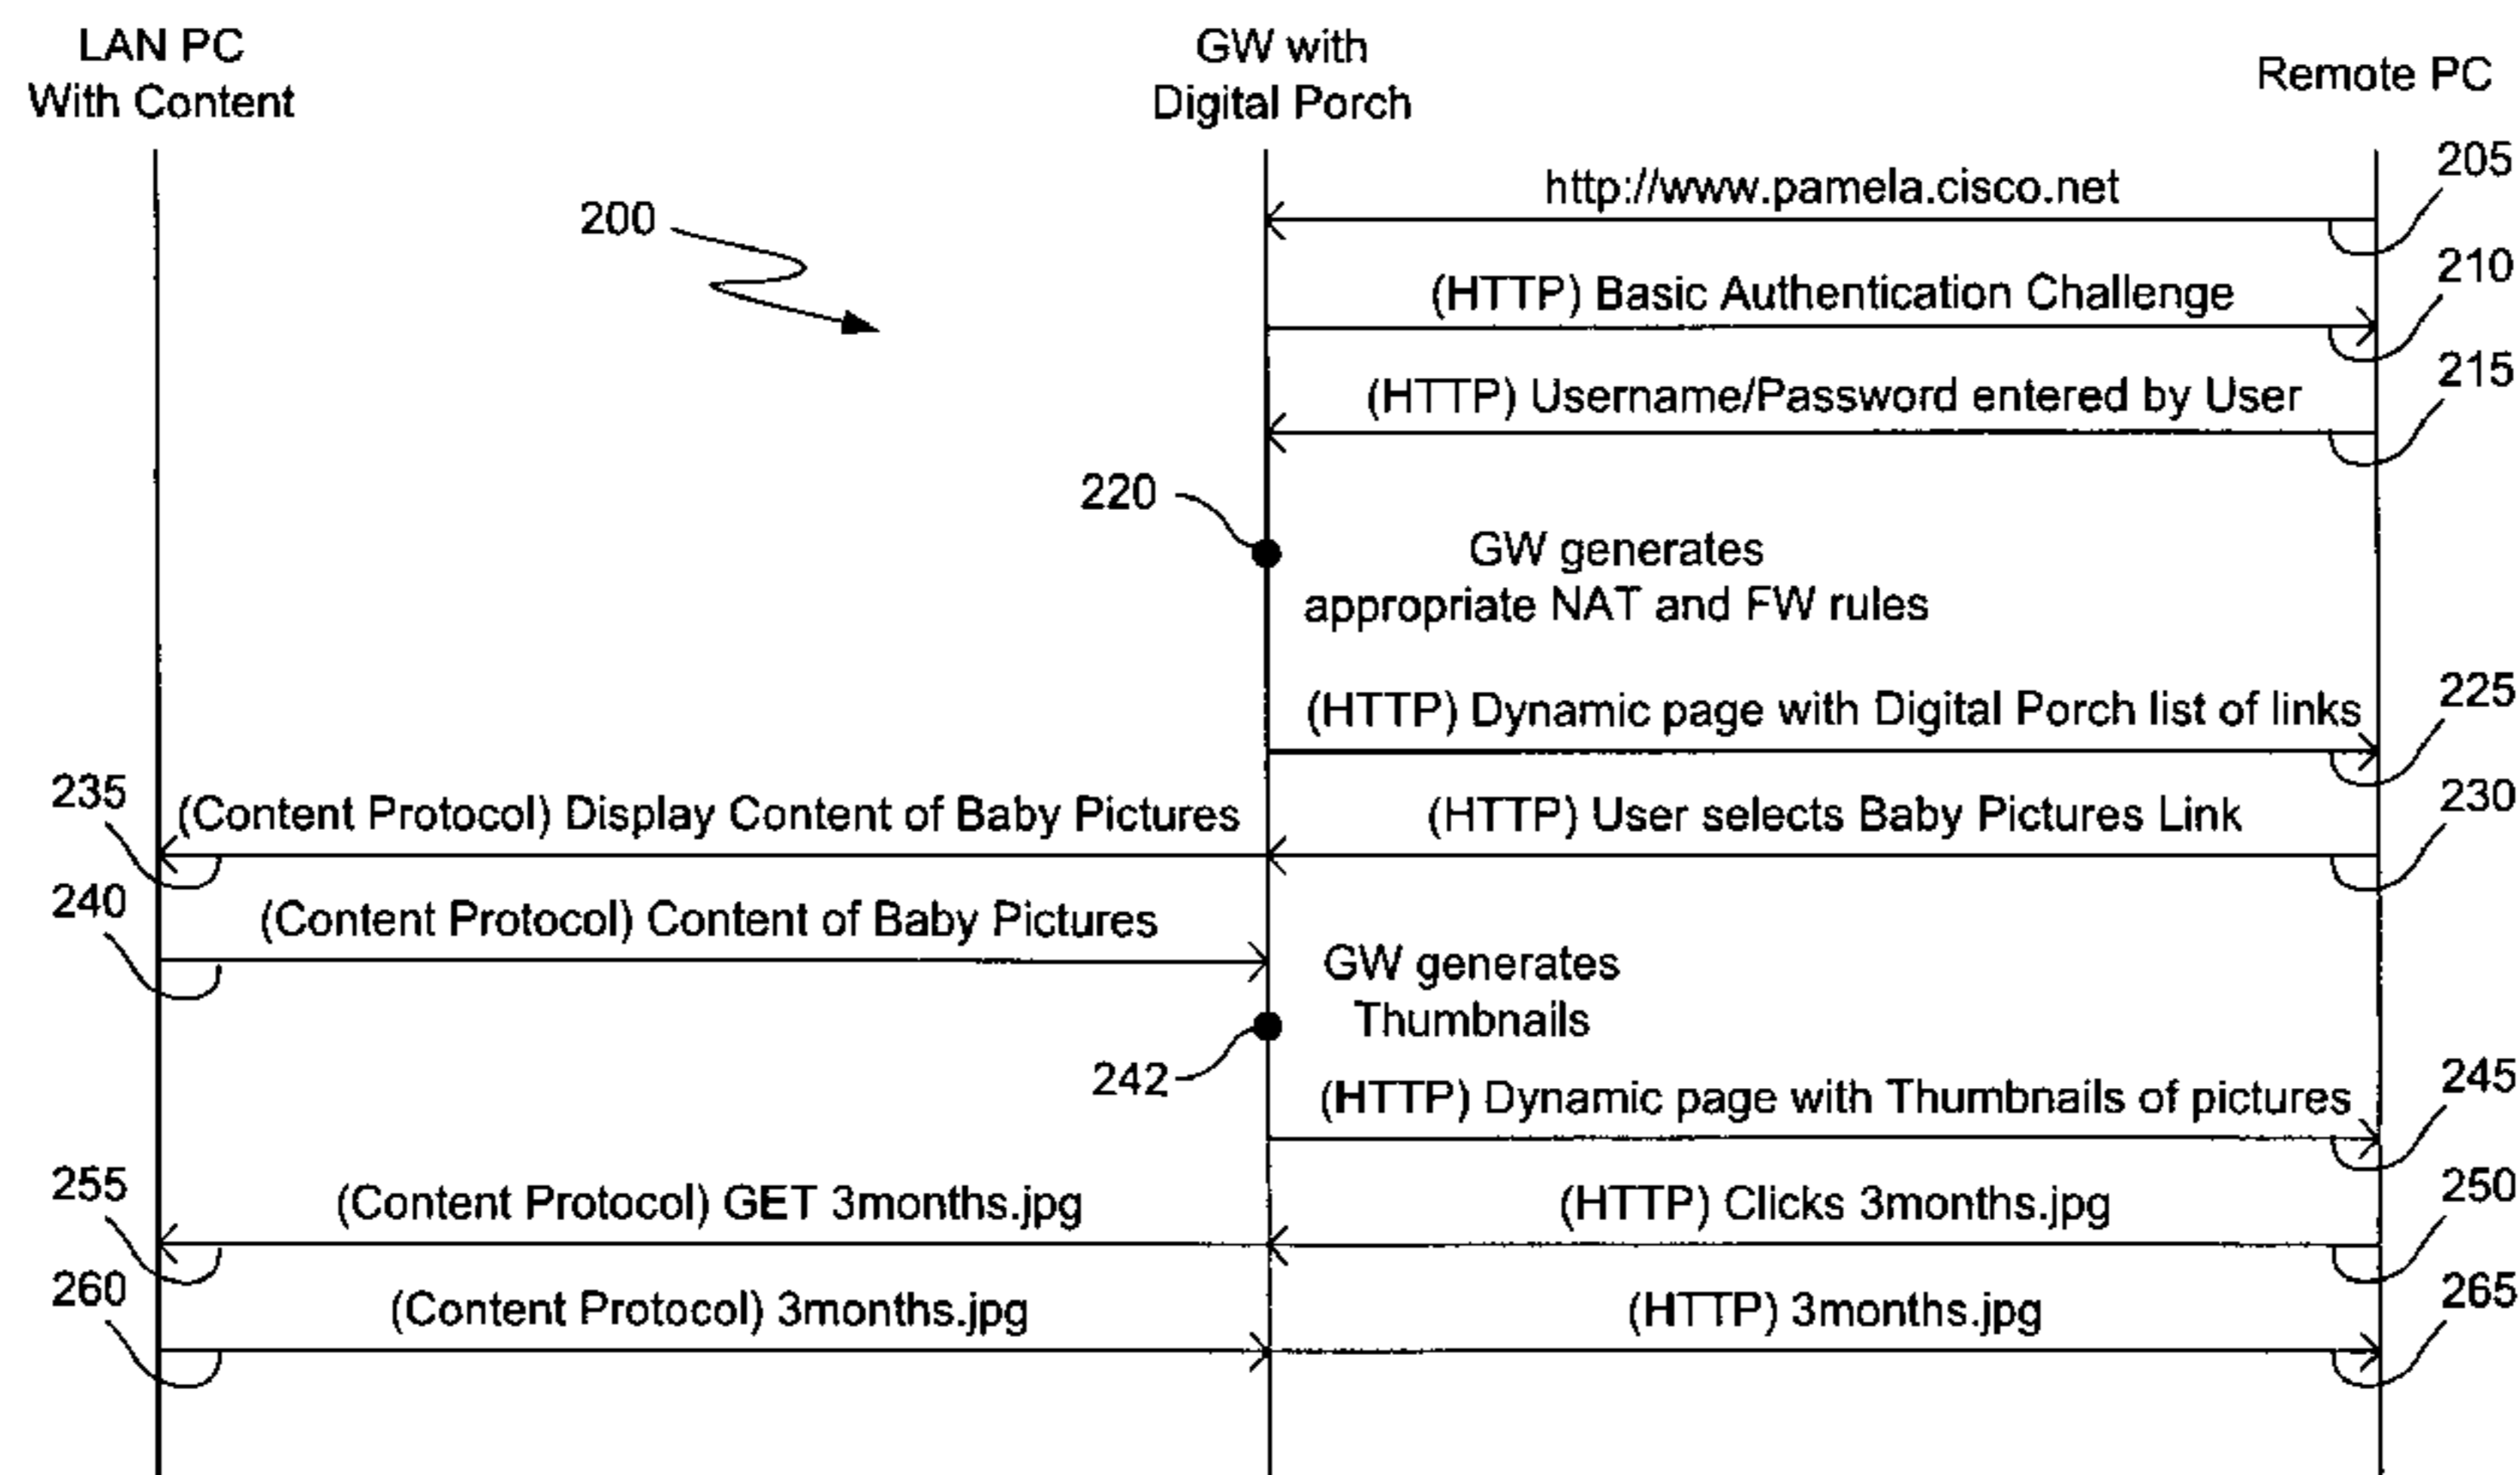 LAN PC
With Content
GW with
Digital Porch
Remote PC
205
http://www.pamela.cisco.net
200
210
(HTTP) Basic Authentication Challenge
215
(HTTP) Username/Password entered by User
220
GW generates
appropriate NAT and FW rules
225
(HTTP) Dynamic page with Digital Porch list of links
235
(Content Protocol) Display Content of Baby Pictures
(HTTP) User selects Baby Pictures Link
230
240
(Content Protocol) Content of Baby Pictures
GW generates
Thumbnails
242
245
(HTTP) Dynamic page with Thumbnails of pictures
255
(Content Protocol) GET 3months.jpg
(HTTP) Clicks 3months.jpg
250
260
(Content Protocol) 3months.jpg
(HTTP) 3months.jpg
265